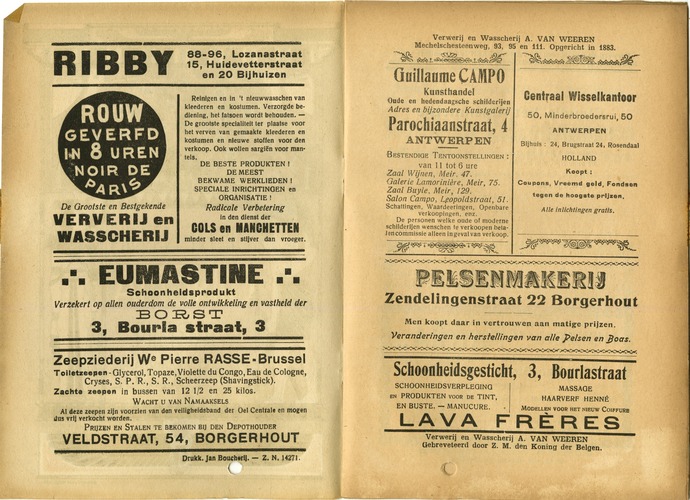 RIBBY
88-96, Lozanastraat
15, Huidevetterstraat
en 20 Bijhuizen
ROUW
GEVERFD
IN 8 UREN
NOIR DE
PARIS
De Grootste en Bestgekende
VERVERIJ en
WASSCHERIJ
Reinigen en in 't nieuwwasschen van
kleederen en kostumen. Verzorgde be-
diening, het faisoen wordt behouden. —
De grootste specialiteit ter plaatse voor
het verven van gemaakte kleederen en
kostumen en nieuwe stoffen voor den
verkoop. Ook wollen sargiën voor man-
tels.
DE BESTE PRODUKTEN !
DE MEEST
BEKWAME WERKLIEDEN !
SPECIALE INRICHTINGEN en
ORGANISATIE !
Radicale Verbetering
in den dienst der
COLS en MANCHETTEN
minder steel en stijver dan vroeger.
EUMASTINE
Schoonheidsprodukt
Verzekert op allen ouderdom de volle ontwikkeling en vastheid der
BORST
3, Bourla straat, 3
Zeepziederij We Pierre RASSE - Brussel
Toiletzeepen - Glycerol, Topaze, Violette du Congo, Eau de Cologne,
Cryses, S. P. R., S. R., Scheerzeep (Shavingstick).
Zachte zeepen in bussen van 12 1/2 en 25 kilos.
WACHT U VAN NAMAAKSELS
Al deze zeepen zijn voorzien van den veiligheidsband der Oel Centrale en mogen
dus vrij verkocht worden.
PRIJZEN EN STALEN TE BEKOMEN BIJ DEN DEPOTHOUDER
VELDSTRAAT, 54, BORGERHOUT
Drukk. Jan Boucherij. — Z. N. 14271.
Verwerij en Wasscherij A. VAN WEEREN
Mechelschesteenweg, 93, 95 en 111. Opgericht in 1883.
Guillaume CAMPO
Kunsthandel
Oude en hedendaagsche schilderijen
Adres en bijzondere Kunstgalerij
Parochiaanstraat, 4
ANTWERPEN
BESTENDIGE TENTOONSTELLINGEN :
van 11 tot 6 ure
Zaal Wijnen, Meir. 47.
Galerie Lamorinière, Meir, 75.
Zaal Buyle, Meir, 129.
Salon Campo, Leopoldstraat, 51.
Schattingen, Waardeeringen, Openbare
verkoopingen, enz.
De personen welke oude of moderne
schilderijen wenschen te verkoopen beta-
len commissie alleen in geval van verkoop.
Centraal Wisselkantoor
50, Minderbroedersrui, 50
ANTWERPEN
Bijhuis : 24, Brugstraat 24, Rosendaal
HOLLAND
Koopt :
Coupons, Vreemd geld, Fondsen
tegen de hoogste prijzen.
Alle inlichtingen gratis.
PELSENMAKERIJ
Zendelingenstraat 22 Borgerhout
Men koopt daar in vertrouwen aan matige prijzen.
Veranderingen en herstellingen van alle Pelsen en Boas.
Schoonheidsgesticht, 3, Bourlastraat
SCHOONHEIDSVERPLEGING
EN PRODUKTEN VOOR DE TINT,
EN BUSTE. — MANUCURE.
MASSAGE
HAARVERF HENNÉ
MODELLEN VOOR HET NIEUW COIFFURE
LAVA FRÈRES
Verwerij en Wasscherij A. VAN WEEREN
Gebreveteerd door Z. M. den Koning der Belgen.